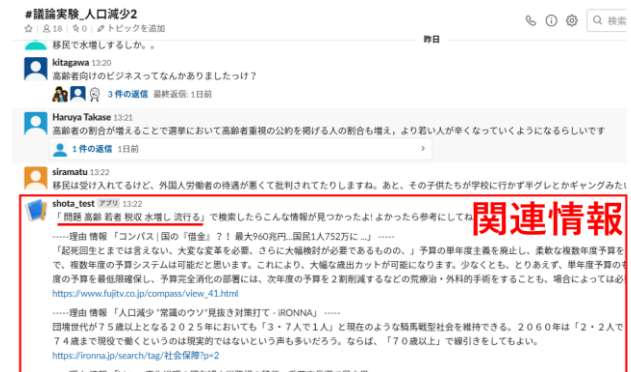 #議論実験_人口減少2
18 0 トピックを追加
検索
昨日
移民で水増しするしか。。
kitagawa 13:20
高齢者向けのビジネスってなんかありましたっけ？
3 件の返信 最終返信: 1日前
Haruya Takase 13:21
高齢者の割合が増えることで選挙において高齢者重視の公約を掲げる人の割合も増え，より若い人が辛くなっていくようになるらしいです
1 件の返信 1日前
siramatu 13:22
移民は受け入れてるけど、外国人労働者の待遇が悪くて批判されてたりしますね。あと、その子供たちが学校に行かず半グレとかギャングみたい
shota_test アプリ 13:22
「 問題 高齢 若者 税収 水増し 流行る」で検索したらこんな情報が見つかったよ! よかったら参考にしてね
関連情報
-----理由 情報 「コンパス | 国の『借金』？！ 最大960兆円...国民1人752万に ...」 -----
「起死回生とまでは言えない、大変な変革を必要、さらに大幅検討が必要であるものの、」予算の単年度主義を廃止し、柔軟な複数年度予算を
で、複数年度の予算システムは可能だと思います。これにより、大幅な歳出カットが可能になります。少なくとも、とりあえず、単年度予算のも
度の予算を最低限確保し、予算完全消化の部署には、次年度の予算を２割削減するなどの荒療治・外科的手術をすることも、場合によっては必
https://www.fujitv.co.jp/compass/view_41.html
-----理由 情報 「人口減少 "常識のウソ"見抜き対策打て - iRONNA」 -----
団塊世代が７５歳以上となる２０２５年においても「３・７人で１人」と現在のような騎馬戦型社会を維持できる。２０６０年は「２・２人で
７４歳まで現役で働くというのは現実的ではないという声も多いだろう。ならば、「７０歳以上」で線引きをしてもよい。
https://ironna.jp/search/tag/社会保障?p=2